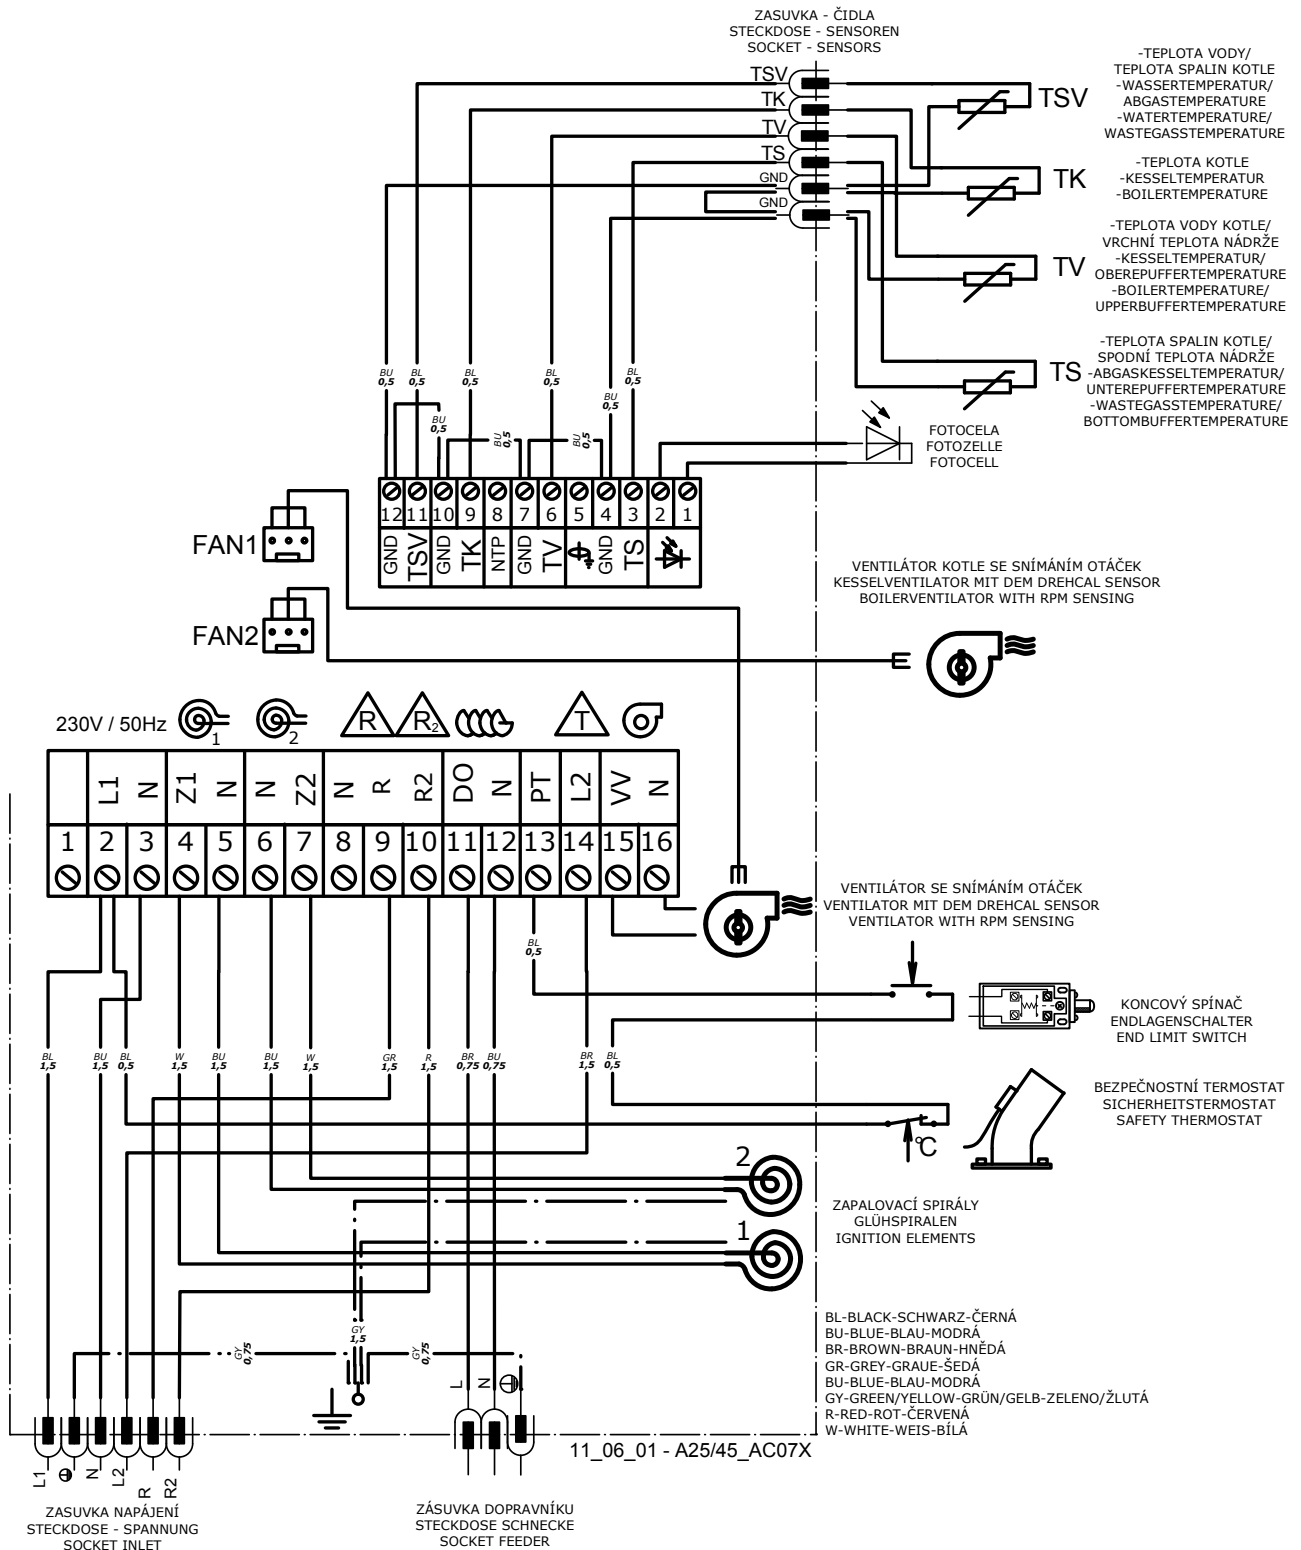 ZASUVKA - ČIDLA
STECKDOSE - SENSOREN
SOCKET - SENSORS
TSV
TK
TV
TS
GND
GND
TSV
-TEPLOTA VODY/
TEPLOTA SPALIN KOTLE
-WASSERTEMPERATUR/
ABGASTEMPERATURE
-WATERTEMPERATURE/
WASTEGASSTEMPERATURE
TK
-TEPLOTA KOTLE
-KESSELTEMPERATUR
-BOILERTEMPERATURE
TV
-TEPLOTA VODY KOTLE/
VRCHNÍ TEPLOTA NÁDRŽE
-KESSELTEMPERATUR/
OBEREPUFFERTEMPERATURE
-BOILERTEMPERATURE/
UPPERBUFFERTEMPERATURE
TS
-TEPLOTA SPALIN KOTLE/
SPODNÍ TEPLOTA NÁDRŽE
-ABGASKESSELTEMPERATUR/
UNTEREPUFFERTEMPERATURE
-WASTEGASSTEMPERATURE/
BOTTOMBUFFERTEMPERATURE
BU 0,5
BL 0,5
BL 0,5
BL 0,5
BU 0,5
BL 0,5
BU 0,5
BU 0,5
BU 0,5
FOTOCELA
FOTOZELLE
FOTOCELL
12 11 10 9 8 7 6 5 4 3 2 1
GND TSV GND TK NTP GND TV GND TS
FAN1
FAN2
VENTILÁTOR KOTLE SE SNÍMÁNÍM OTÁČEK
KESSELVENTILATOR MIT DEM DREHCAL SENSOR
BOILERVENTILATOR WITH RPM SENSING
230V / 50Hz
1
2
R
R2
T
L1 N Z1 N N Z2 N R R2 DO N PT L2 VV N
1 2 3 4 5 6 7 8 9 10 11 12 13 14 15 16
VENTILÁTOR SE SNÍMÁNÍM OTÁČEK
VENTILATOR MIT DEM DREHCAL SENSOR
VENTILATOR WITH RPM SENSING
BL 0,5
KONCOVÝ SPÍNAČ
ENDLAGENSCHALTER
END LIMIT SWITCH
BL 1,5
BU 1,5
BL 0,5
W 1,5
BU 1,5
BU 1,5
W 1,5
GR 1,5
R 1,5
BR 0,75
BU 0,75
BR 1,5
BL 0,5
BEZPEČNOSTNÍ TERMOSTAT
SICHERHEITSTERMOSTAT
SAFETY THERMOSTAT
°C
2
1
ZAPALOVACÍ SPIRÁLY
GLÜHSPIRALEN
IGNITION ELEMENTS
GY 0,75
GY 1,5
GY 0,75
BL-BLACK-SCHWARZ-ČERNÁ
BU-BLUE-BLAU-MODRÁ
BR-BROWN-BRAUN-HNĚDÁ
GR-GREY-GRAUE-ŠEDÁ
BU-BLUE-BLAU-MODRÁ
GY-GREEN/YELLOW-GRÜN/GELB-ZELENO/ŽLUTÁ
R-RED-ROT-ČERVENÁ
W-WHITE-WEIS-BÍLÁ
L
N
11_06_01 - A25/45_AC07X
L1
N
L2
R
R2
ZASUVKA NAPÁJENÍ
STECKDOSE - SPANNUNG
SOCKET INLET
ZÁSUVKA DOPRAVNÍKU
STECKDOSE SCHNECKE
SOCKET FEEDER